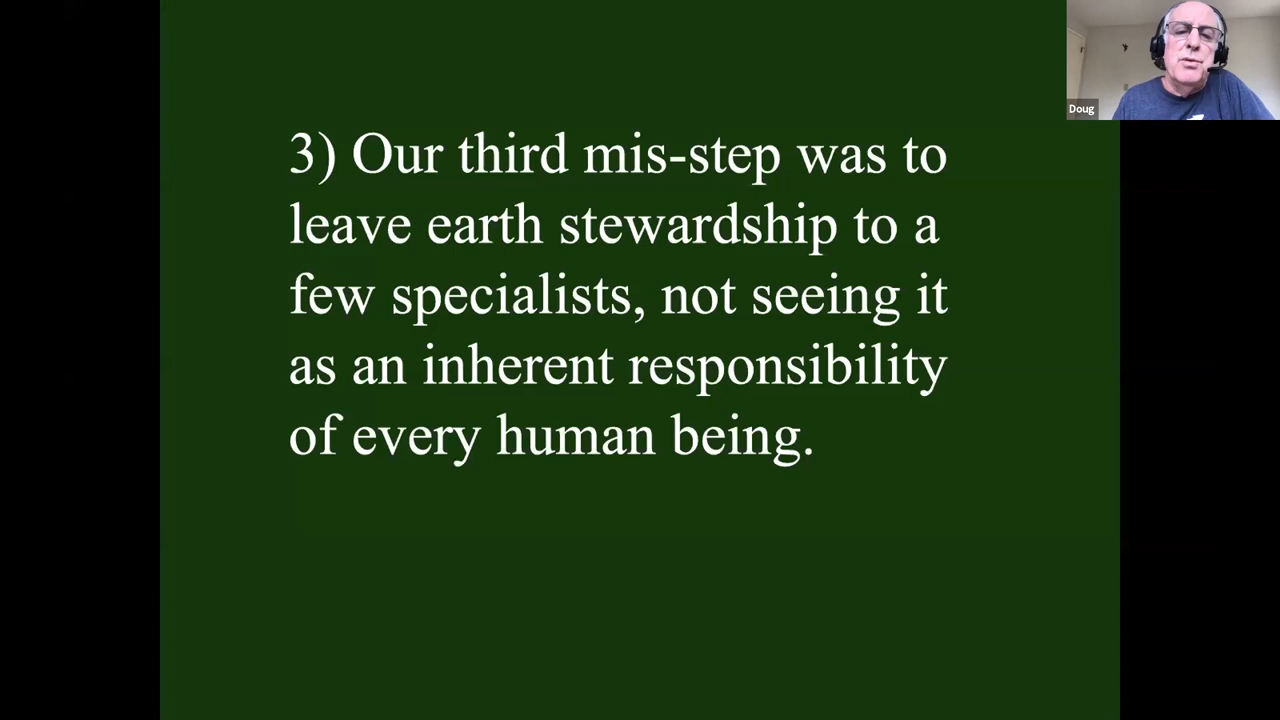 3) Our third mis-step was to
leave earth stewardship to a
few specialists, not seeing it
as an inherent responsibility
of every human being.
Doug